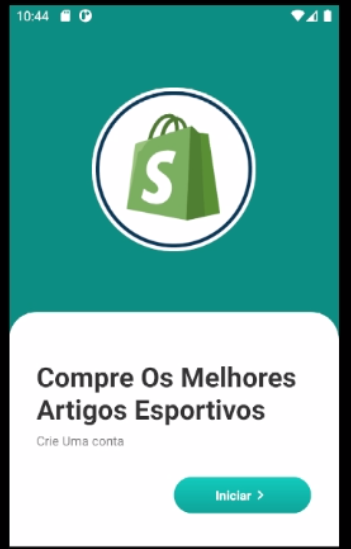 10:44
S
Compre Os Melhores
Artigos Esportivos
Crie Uma conta
Iniciar >